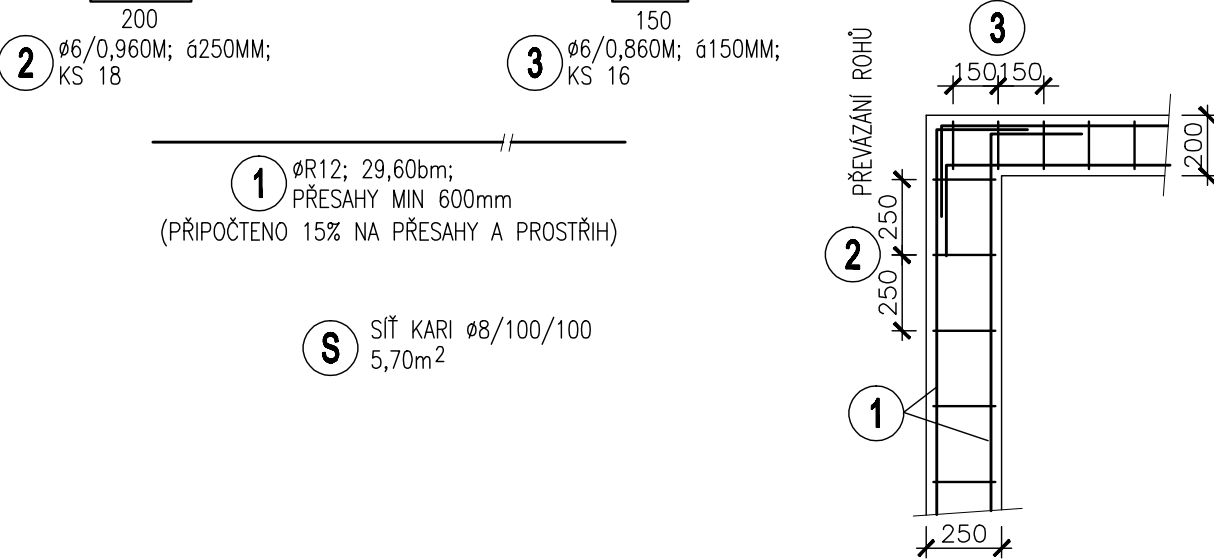 200
2
ø6/0,960M; á250MM;
KS 18
150
3
ø6/0,860M; á150MM;
KS 16
1
øR12; 29,60bm;
PŘESAHY MIN 600mm
(PŘIPOČTENO 15% NA PŘESAHY A PROSTŘIH)
S
SÍŤ KARI ø8/100/100
5,70m²
PŘEVÁZÁNÍ ROHŮ
3
150 150
200
2
250
250
1
250